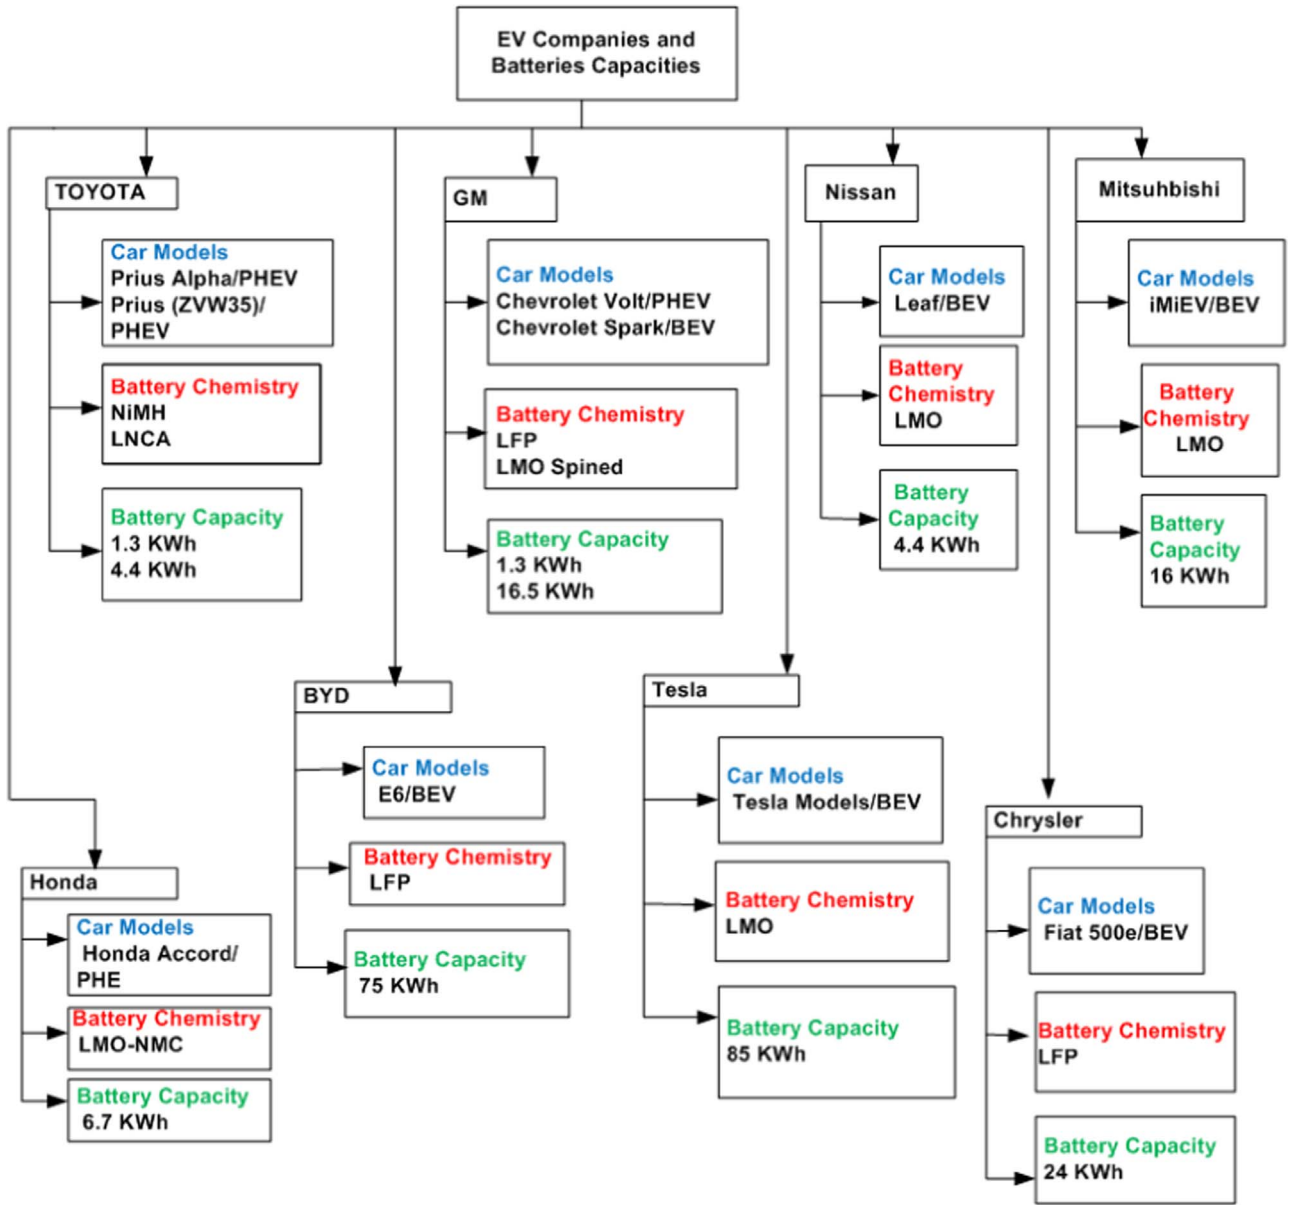 EV Companies and
Batteries Capacities
TOYOTA
Car Models
Prius Alpha/PHEV
Prius (ZVW35)/
PHEV
Battery Chemistry
NiMH
LNCA
Battery Capacity
1.3 KWh
4.4 KWh
GM
Car Models
Chevrolet Volt/PHEV
Chevrolet Spark/BEV
Battery Chemistry
LFP
LMO Spined
Battery Capacity
1.3 KWh
16.5 KWh
Nissan
Car Models
Leaf/BEV
Battery
Chemistry
LMO
Battery
Capacity
4.4 KWh
Mitsuhbishi
Car Models
iMiEV/BEV
Battery
Chemistry
LMO
Battery
Capacity
16 KWh
Honda
Car Models
Honda Accord/
PHE
Battery Chemistry
LMO-NMC
Battery Capacity
6.7 KWh
BYD
Car Models
E6/BEV
Battery Chemistry
LFP
Battery Capacity
75 KWh
Tesla
Car Models
Tesla Models/BEV
Battery Chemistry
LMO
Battery Capacity
85 KWh
Chrysler
Car Models
Fiat 500e/BEV
Battery Chemistry
LFP
Battery Capacity
24 KWh